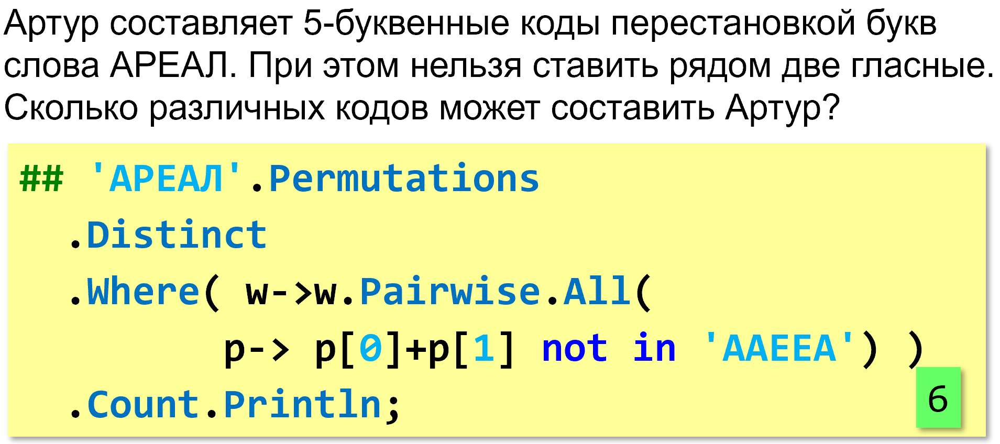 Артур составляет 5-буквенные коды перестановкой букв
слова АРЕАЛ. При этом нельзя ставить рядом две гласные.
Сколько различных кодов может составить Артур?
## 'АРЕАЛ'.Permutations
.Distinct
.Where( w->w.Pairwise.All(
p-> p[0]+p[1] not in 'ААЕЕА') )
.Count.Println;
6